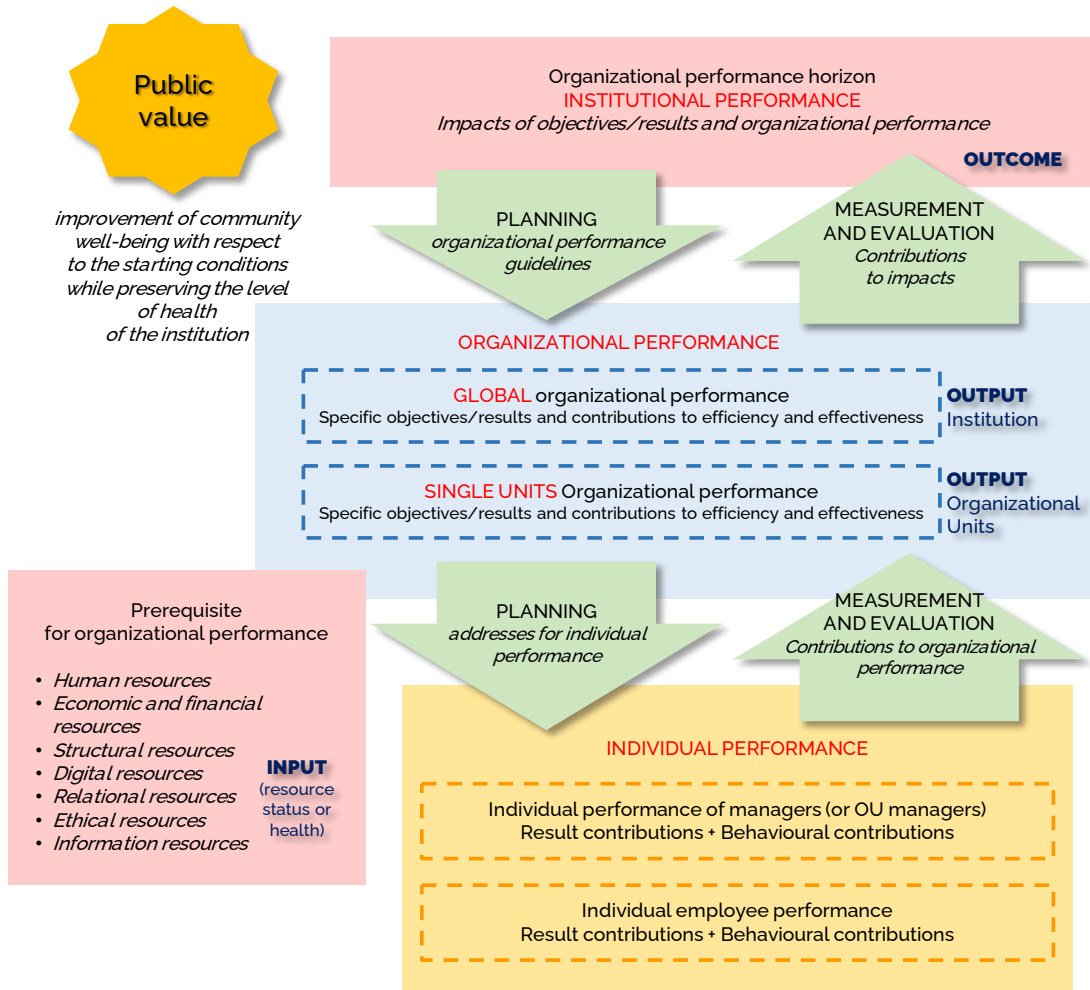 Public
value
improvement of community
well-being with respect
to the starting conditions
while preserving the level
of health
of the institution
Organizational performance horizon
INSTITUTIONAL PERFORMANCE
Impacts of objectives/results and organizational performance
OUTCOME
PLANNING
organizational performance
guidelines
MEASUREMENT
AND EVALUATION
Contributions
to impacts
ORGANIZATIONAL PERFORMANCE
GLOBAL organizational performance
Specific objectives/results and contributions to efficiency and effectiveness
OUTPUT
Institution
SINGLE UNITS Organizational performance
Specific objectives/results and contributions to efficiency and effectiveness
OUTPUT
Organizational
Units
Prerequisite
for organizational performance
• Human resources
• Economic and financial
resources
• Structural resources
• Digital resources
• Relational resources
• Ethical resources
• Information resources
INPUT
(resource
status or
health)
PLANNING
addresses for individual
performance
MEASUREMENT
AND EVALUATION
Contributions to organizational
performance
INDIVIDUAL PERFORMANCE
Individual performance of managers (or OU managers)
Result contributions + Behavioural contributions
Individual employee performance
Result contributions + Behavioural contributions